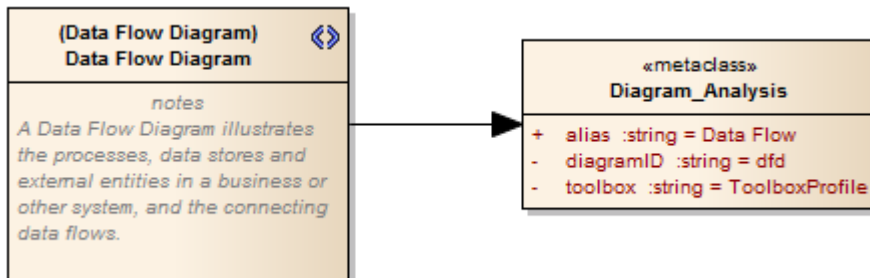 (Data Flow Diagram)
Data Flow Diagram
notes
A Data Flow Diagram illustrates
the processes, data stores and
external entities in a business or
other system, and the connecting
data flows.
«metaclass»
Diagram_Analysis
+ alias :string = Data Flow
- diagramID :string = dfd
- toolbox :string = ToolboxProfile